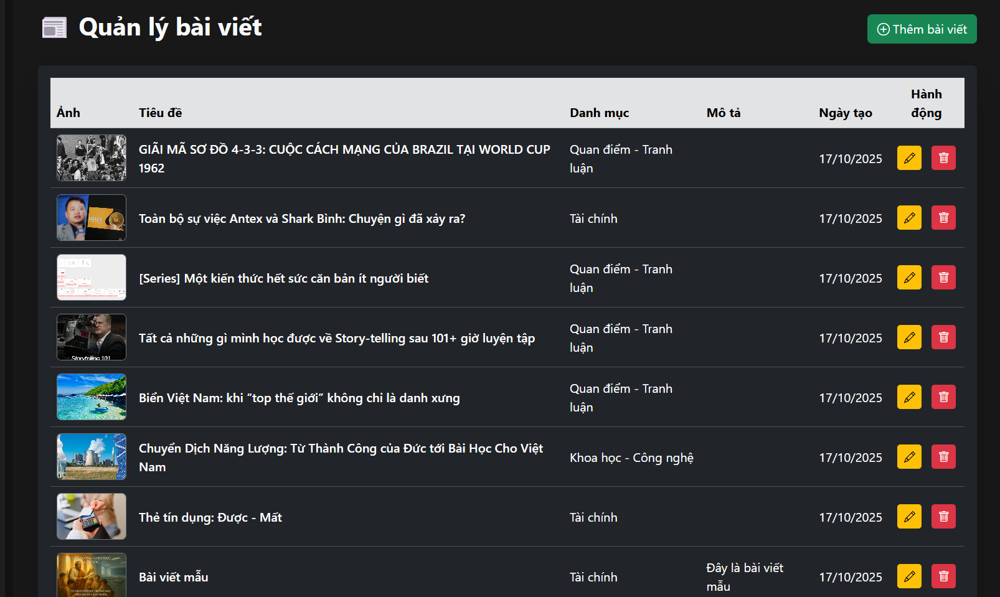 Quản lý bài viết
Thêm bài viết
Hành
Ảnh Tiêu đề Danh mục Mô tả Ngày tạo động
GIÃI MÃ SƠ ĐỒ 4-3-3: CUỘC CÁCH MẠNG CỦA BRAZIL TẠI WORLD CUP
1962
Quan điểm - Tranh
luận
17/10/2025
ANTEX
Toàn bộ sự việc Antex và Shark Bình: Chuyện gì đã xảy ra?
Tài chính
17/10/2025
[Series] Một kiến thức hết sức căn bản ít người biết
Quan điểm - Tranh
luận
17/10/2025
Storytelling 101
Tất cả những gì mình học được về Story-telling sau 101+ giờ luyện tập
Quan điểm - Tranh
luận
17/10/2025
Biển Việt Nam: khi “top thế giới” không chỉ là danh xưng
Quan điểm - Tranh
luận
17/10/2025
Chuyển Dịch Năng Lượng: Từ Thành Công của Đức tới Bài Học Cho Việt
Nam
Khoa học - Công nghệ
17/10/2025
Thẻ tín dụng: Được - Mất
Tài chính
17/10/2025
Bài viết mẫu
Tài chính
Đây là bài viết
mẫu
17/10/2025